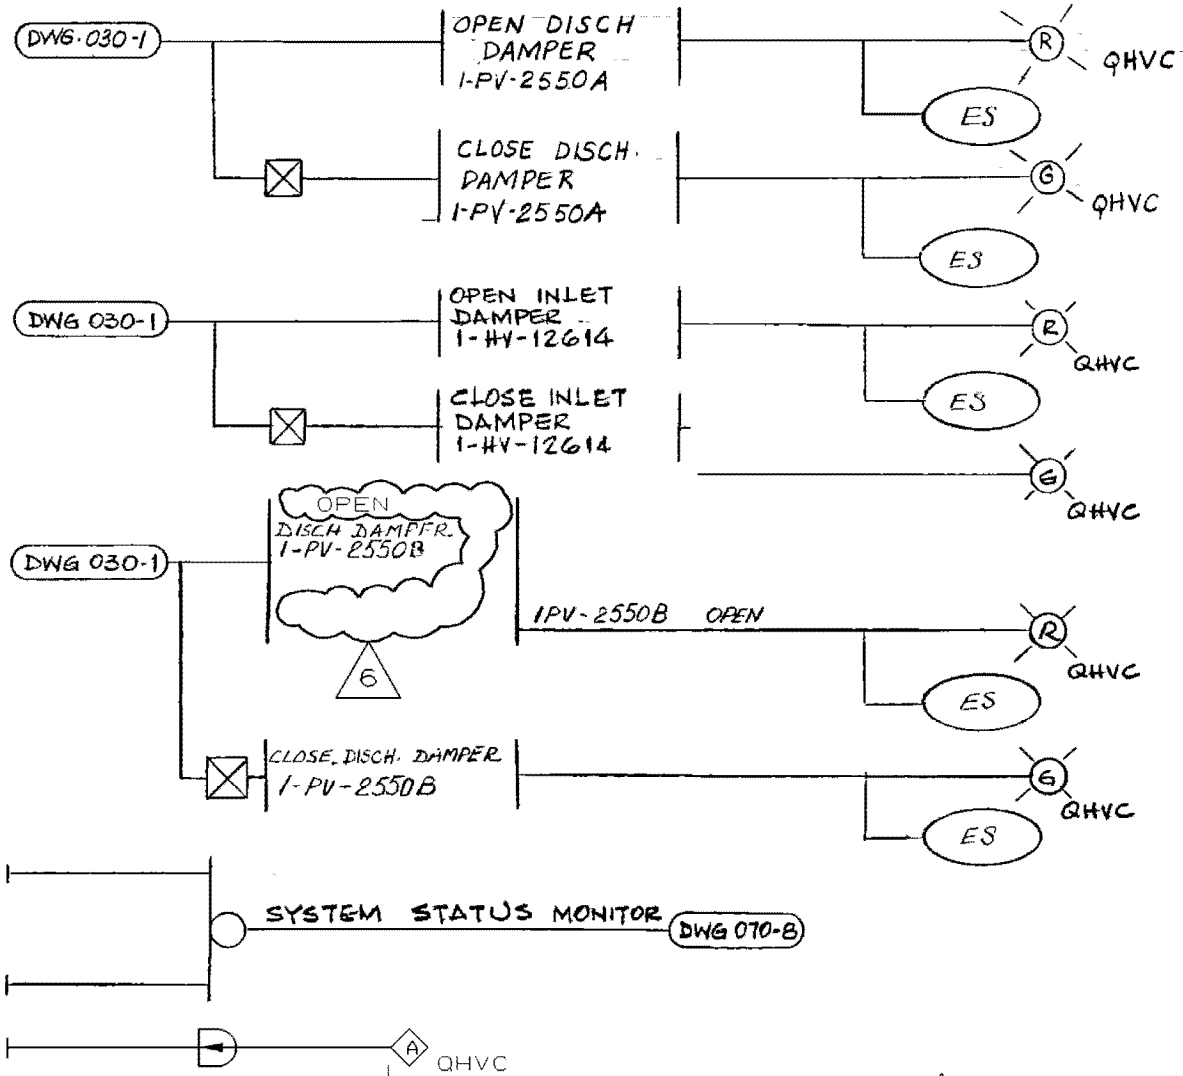 DWG. 030-1
OPEN DISCH
DAMPER
1-PV-2550A
R
QHVC
ES
CLOSE DISCH.
DAMPER
1-PV-2550A
G
QHVC
ES
DWG 030-1
OPEN INLET
DAMPER
1-HV-12614
R
QHVC
ES
CLOSE INLET
DAMPER
1-HV-12614
G
QHVC
OPEN
DISCH DAMPER
1-PV-2550B
DWG 030-1
1PV-2550B OPEN
R
QHVC
6
ES
CLOSE DISCH. DAMPER
1-PV-2550B
G
QHVC
ES
SYSTEM STATUS MONITOR
DWG 070-8
A
QHVC